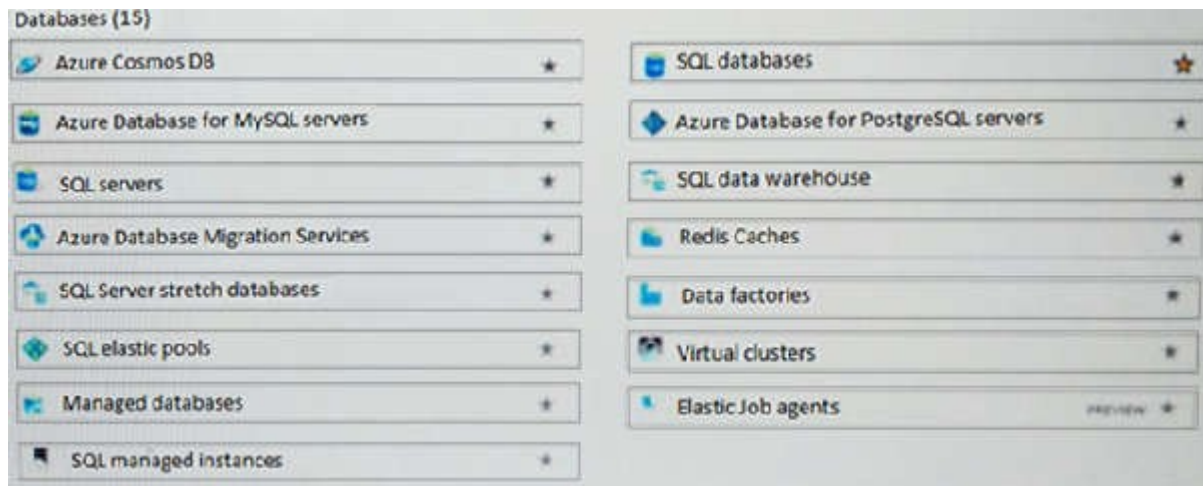 Databases (15)
Azure Cosmos DB
SQL databases
Azure Database for MySQL servers
Azure Database for PostgreSQL servers
SQL servers
SQL data warehouse
Azure Database Migration Services
Redis Caches
SQL Server stretch databases
Data factories
SQL elastic pools
Virtual clusters
Managed databases
Elastic Job agents PREVIEW
SQL managed instances